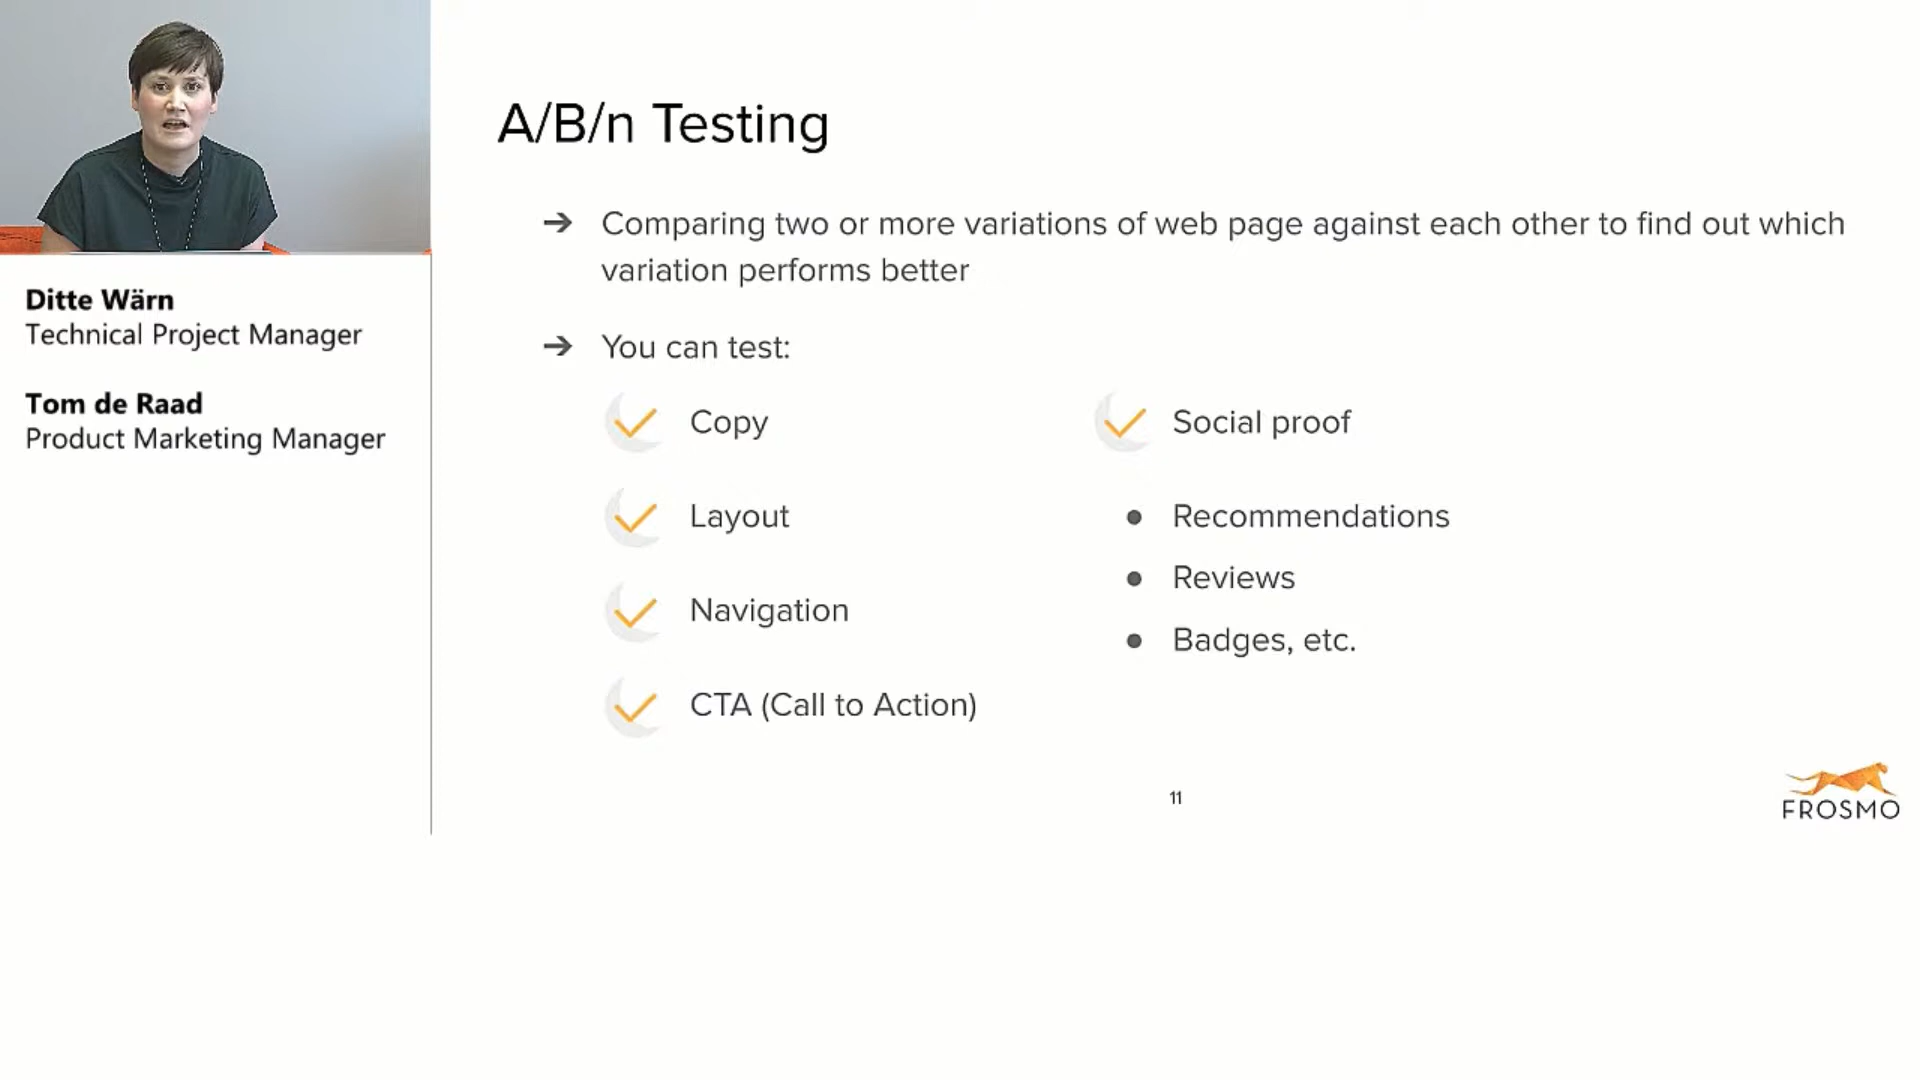 Ditte Wärn
Technical Project Manager
Tom de Raad
Product Marketing Manager
A/B/n Testing
➔ Comparing two or more variations of web page against each other to find out which
variation performs better
➔ You can test:
Copy
Layout
Navigation
CTA (Call to Action)
Social proof
● Recommendations
● Reviews
● Badges, etc.
11
FROSMO